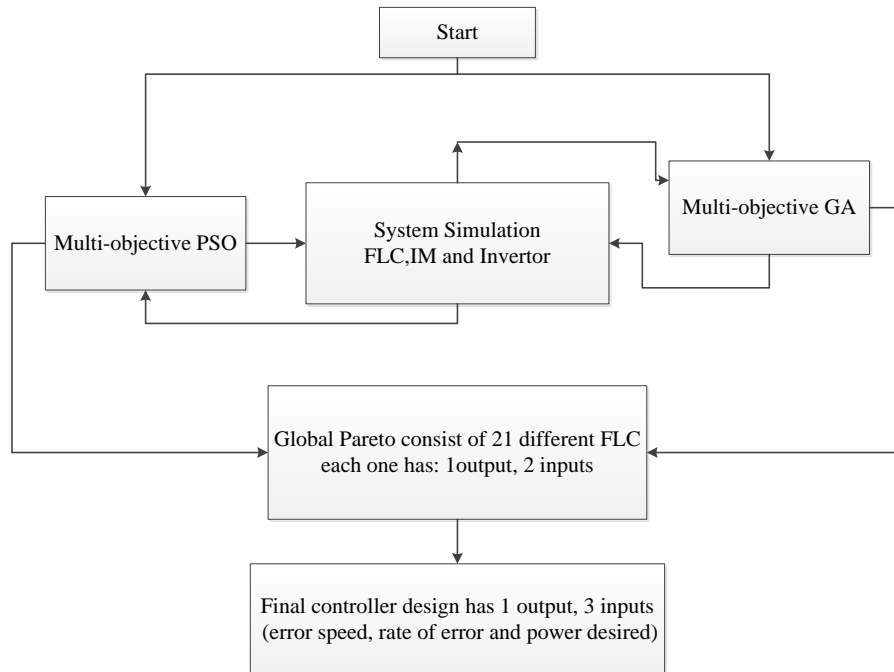 Start
Multi-objective PSO
System Simulation
FLC,IM and Invertor
Multi-objective GA
Global Pareto consist of 21 different FLC
each one has: 1output, 2 inputs
Final controller design has 1 output, 3 inputs
(error speed, rate of error and power desired)